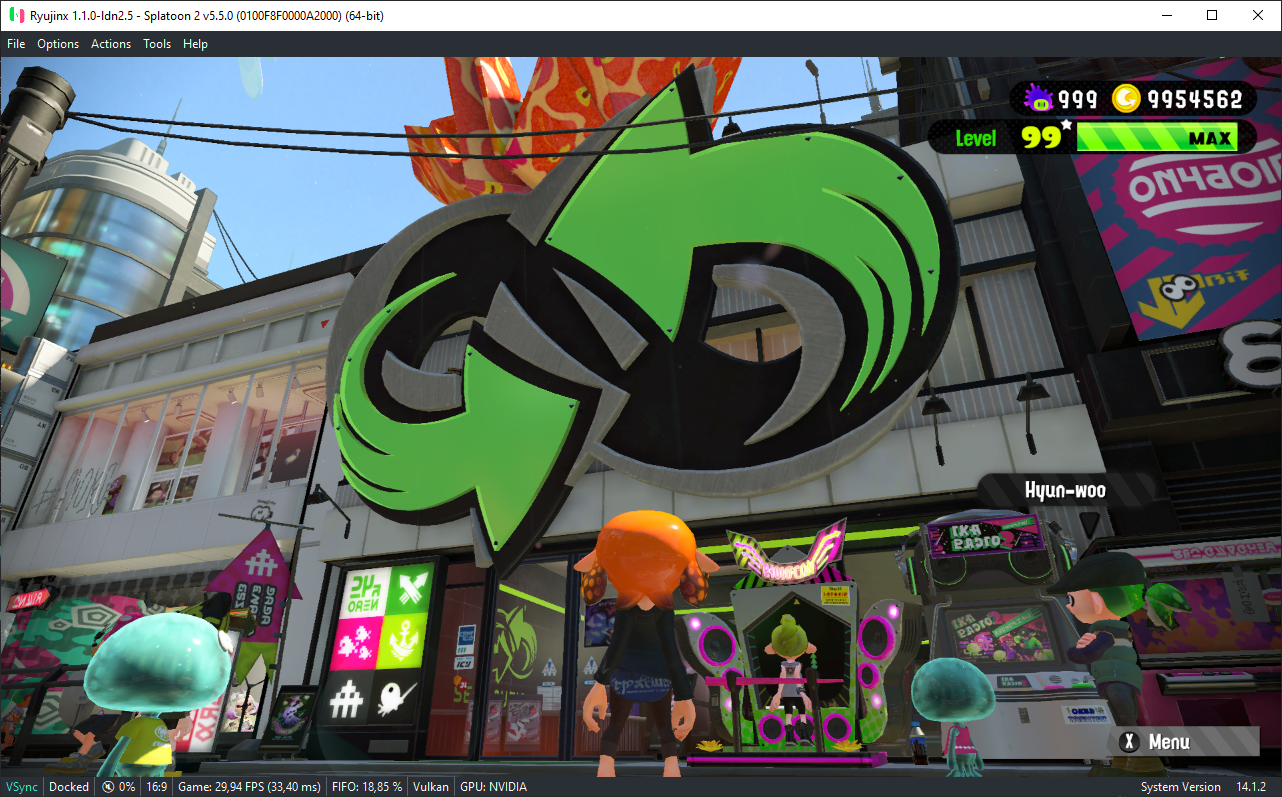 Ryujinx 1.1.0-ldn2.5 - Splatoon 2 v5.5.0 (0100F8F0000A2000) (64-bit)
File Options Actions Tools Help
999 9954562
Level 99 MAX
Hyun-woo
X Menu
VSync Docked 0% 16:9 Game: 29,94 FPS (33,40 ms) FIFO: 18,85 % Vulkan GPU: NVIDIA System Version 14.1.2